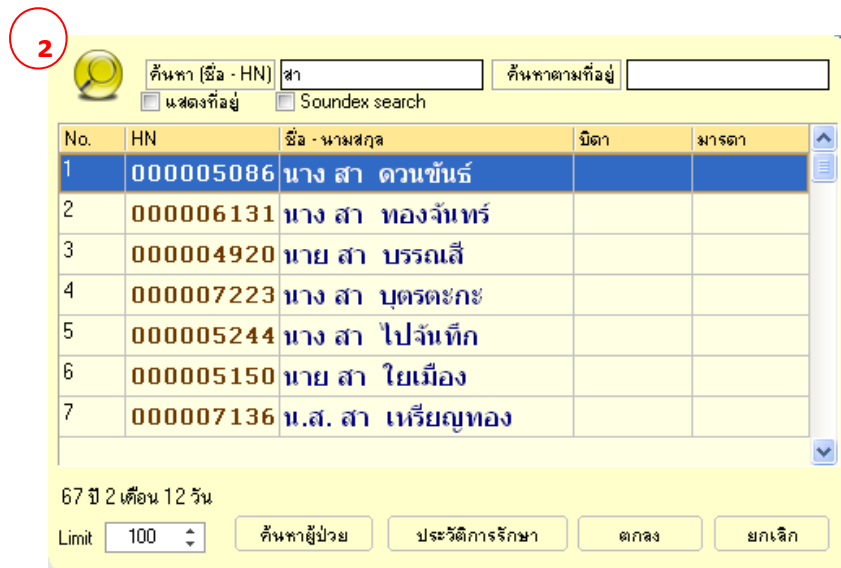 2
ค้นหา (ชื่อ - HN) สา ค้นหาตามที่อยู่
แสดงที่อยู่ Soundex search
No. HN ชื่อ - นามสกุล บิดา มารดา
1 000005086 นาง สา ดวนขันธ์
2 000006131 นาง สา ทองจันทร์
3 000004920 นาย สา บรรณเสี
4 000007223 นาง สา บุตรตะกะ
5 000005244 นาง สา ไปจันทึก
6 000005150 นาย สา ใยเมือง
7 000007136 น.ส. สา เหรียญทอง
67 ปี 2 เดือน 12 วัน
Limit 100 ค้นหาผู้ป่วย ประวัติการรักษา ตกลง ยกเลิก